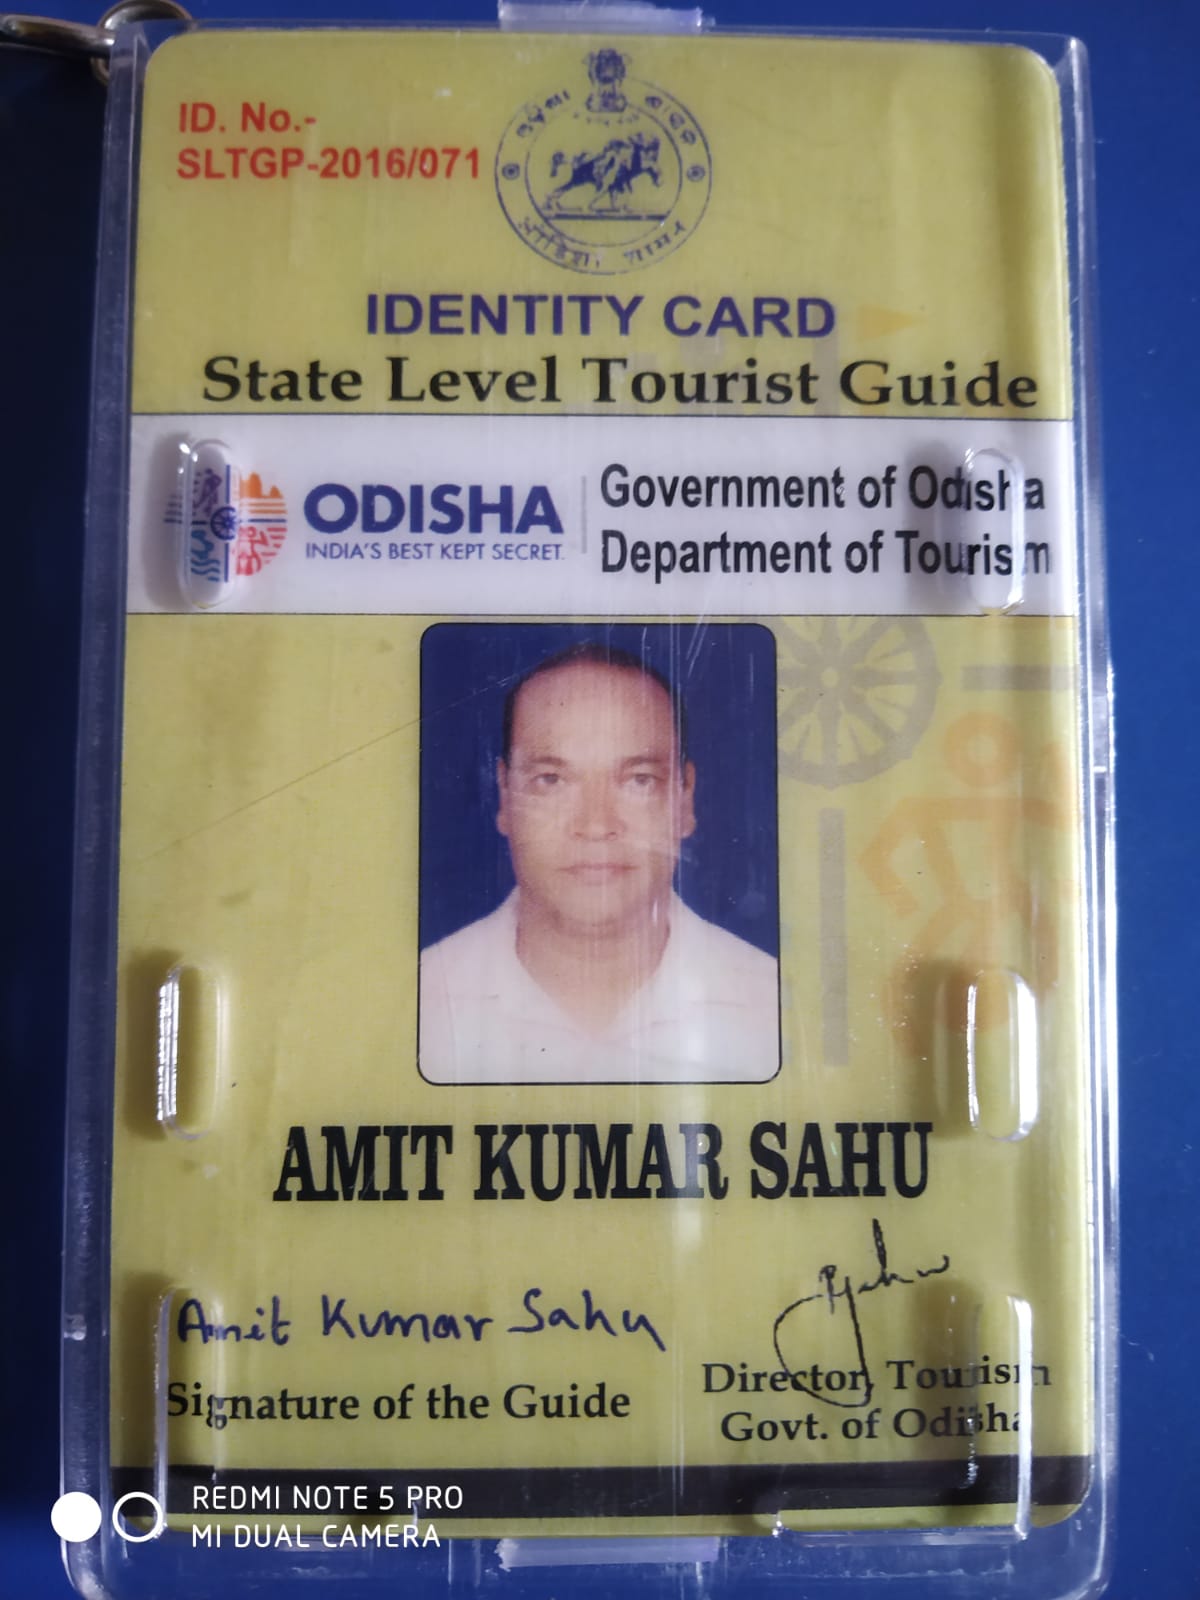 ID. No.-
SLTGP-2016/071
IDENTITY CARD
State Level Tourist Guide
ODISHA
INDIA'S BEST KEPT SECRET.
Government of Odisha
Department of Tourism
AMIT KUMAR SAHU
Amit Kumar Sahu
Signature of the Guide
Director, Tourism
Govt. of Odisha
REDMI NOTE 5 PRO
MI DUAL CAMERA